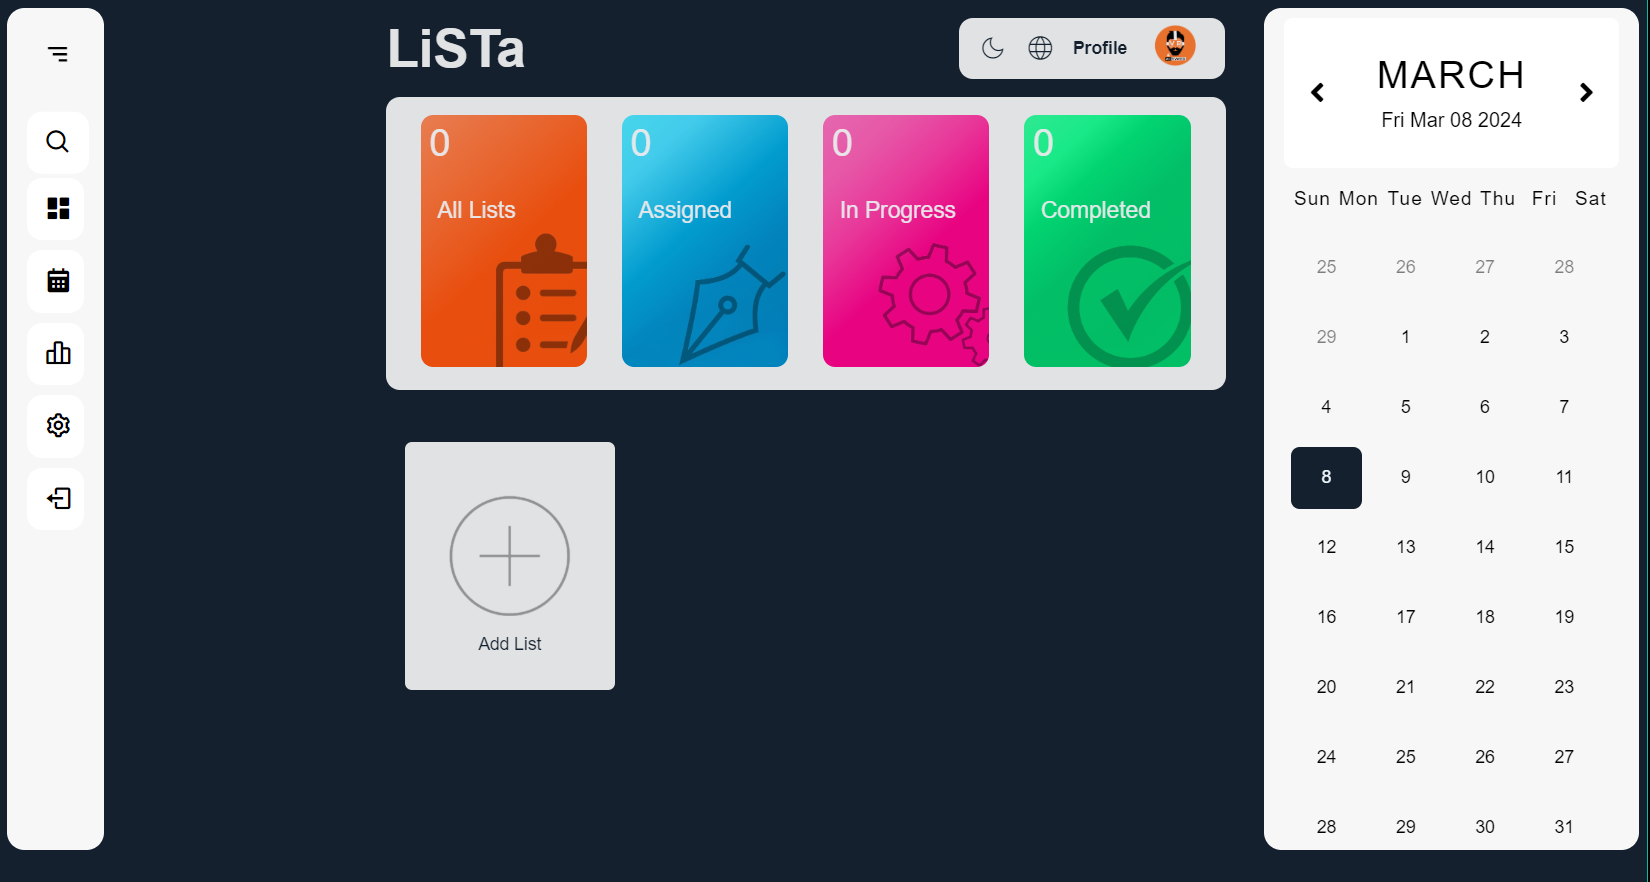 LiSTa
Profile
0
All Lists
0
Assigned
0
In Progress
0
Completed
Add List
MARCH
Fri Mar 08 2024
Sun Mon Tue Wed Thu Fri Sat
25 26 27 28
29 1 2 3
4 5 6 7
8 9 10 11
12 13 14 15
16 17 18 19
20 21 22 23
24 25 26 27
28 29 30 31